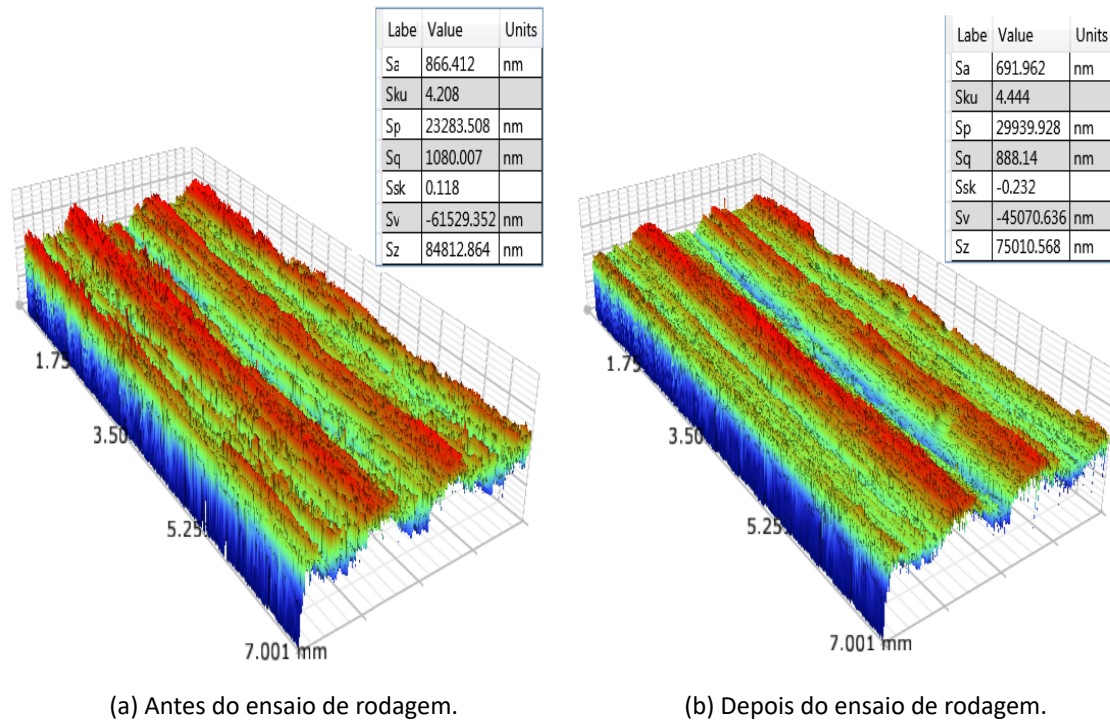 Labe Value Units
Sa 866.412 nm
Sku 4.208
Sp 23283.508 nm
Sq 1080.007 nm
Ssk 0.118
Sv -61529.352 nm
Sz 84812.864 nm
1.75
3.50
5.25
7.001 mm
(a) Antes do ensaio de rodagem.
Labe Value Units
Sa 691.962 nm
Sku 4.444
Sp 29939.928 nm
Sq 888.14 nm
Ssk -0.232
Sv -45070.636 nm
Sz 75010.568 nm
1.75
3.50
5.25
7.001 mm
(b) Depois do ensaio de rodagem.